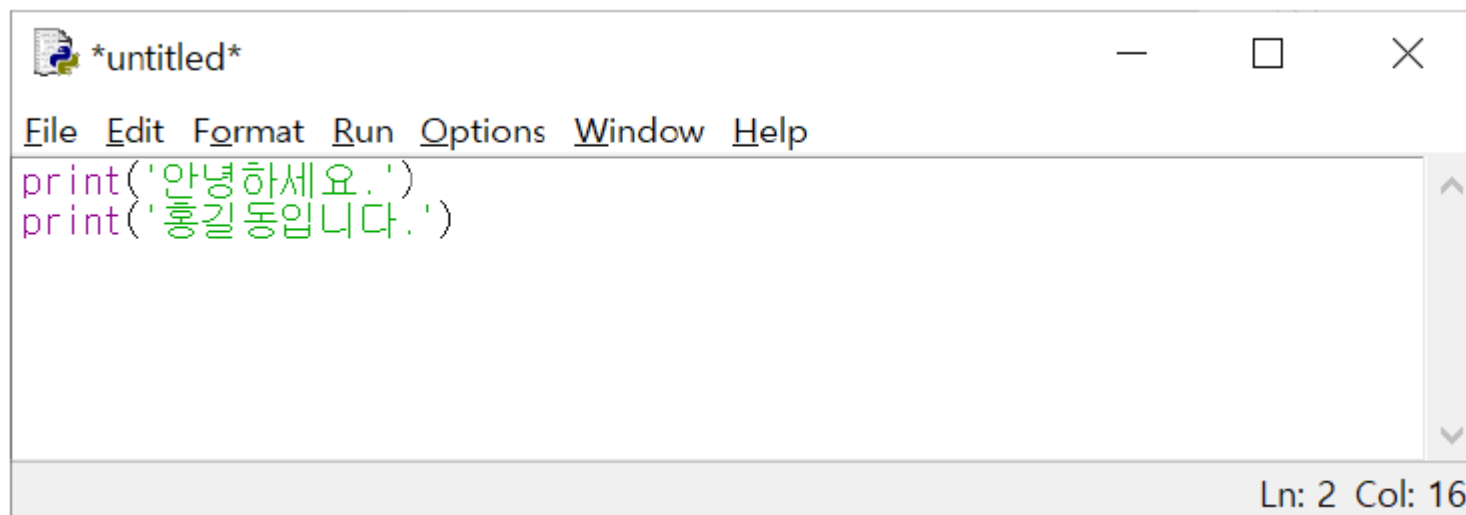 *untitled*
File Edit Format Run Options Window Help
print('안녕하세요.')
print('홍길동입니다.')
Ln: 2 Col: 16